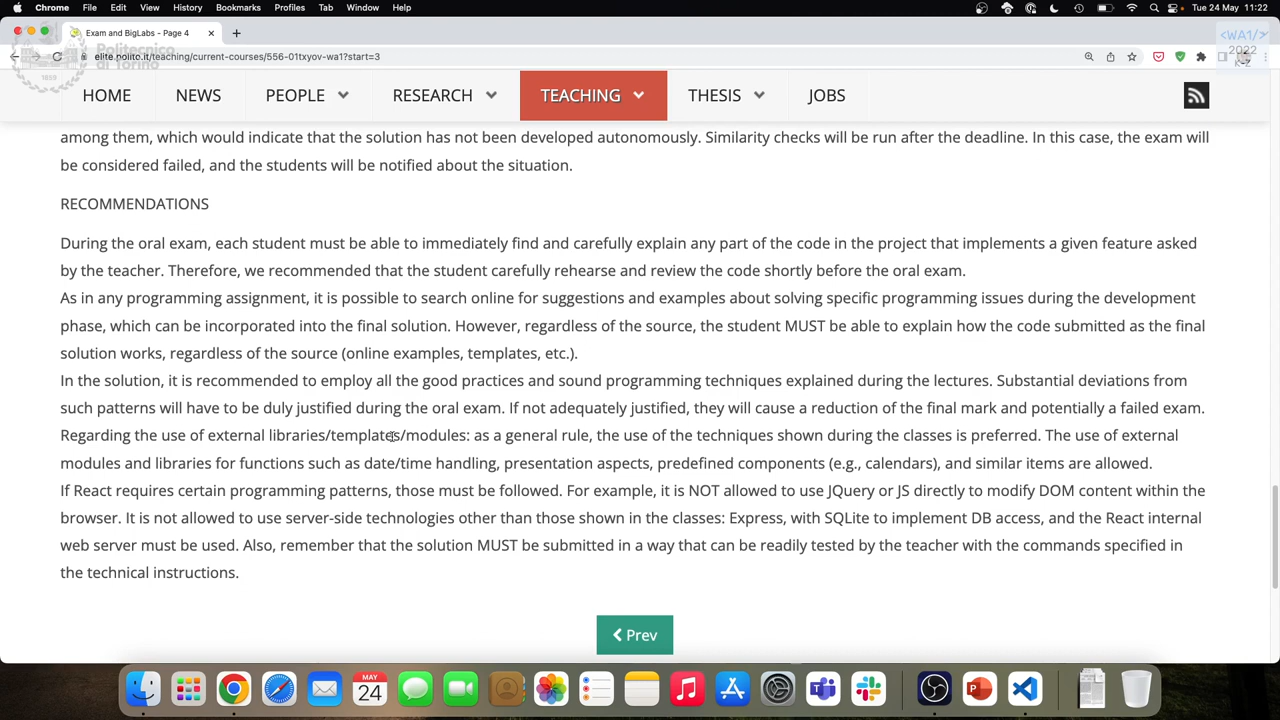 Chrome File Edit View History Bookmarks Profiles Tab Window Help Tue 24 May 11:22
Exam and BigLabs - Page 4
elite.polito.it/teaching/current-courses/556-01txyov-wa1?start=3
Politecnico
di Torino
1859
<WA1/>
2022
K-Z
HOME NEWS PEOPLE RESEARCH TEACHING THESIS JOBS
among them, which would indicate that the solution has not been developed autonomously. Similarity checks will be run after the deadline. In this case, the exam will
be considered failed, and the students will be notified about the situation.
RECOMMENDATIONS
During the oral exam, each student must be able to immediately find and carefully explain any part of the code in the project that implements a given feature asked
by the teacher. Therefore, we recommended that the student carefully rehearse and review the code shortly before the oral exam.
As in any programming assignment, it is possible to search online for suggestions and examples about solving specific programming issues during the development
phase, which can be incorporated into the final solution. However, regardless of the source, the student MUST be able to explain how the code submitted as the final
solution works, regardless of the source (online examples, templates, etc.).
In the solution, it is recommended to employ all the good practices and sound programming techniques explained during the lectures. Substantial deviations from
such patterns will have to be duly justified during the oral exam. If not adequately justified, they will cause a reduction of the final mark and potentially a failed exam.
Regarding the use of external libraries/templates/modules: as a general rule, the use of the techniques shown during the classes is preferred. The use of external
modules and libraries for functions such as date/time handling, presentation aspects, predefined components (e.g., calendars), and similar items are allowed.
If React requires certain programming patterns, those must be followed. For example, it is NOT allowed to use JQuery or JS directly to modify DOM content within the
browser. It is not allowed to use server-side technologies other than those shown in the classes: Express, with SQLite to implement DB access, and the React internal
web server must be used. Also, remember that the solution MUST be submitted in a way that can be readily tested by the teacher with the commands specified in
the technical instructions.
Prev
MAY
24